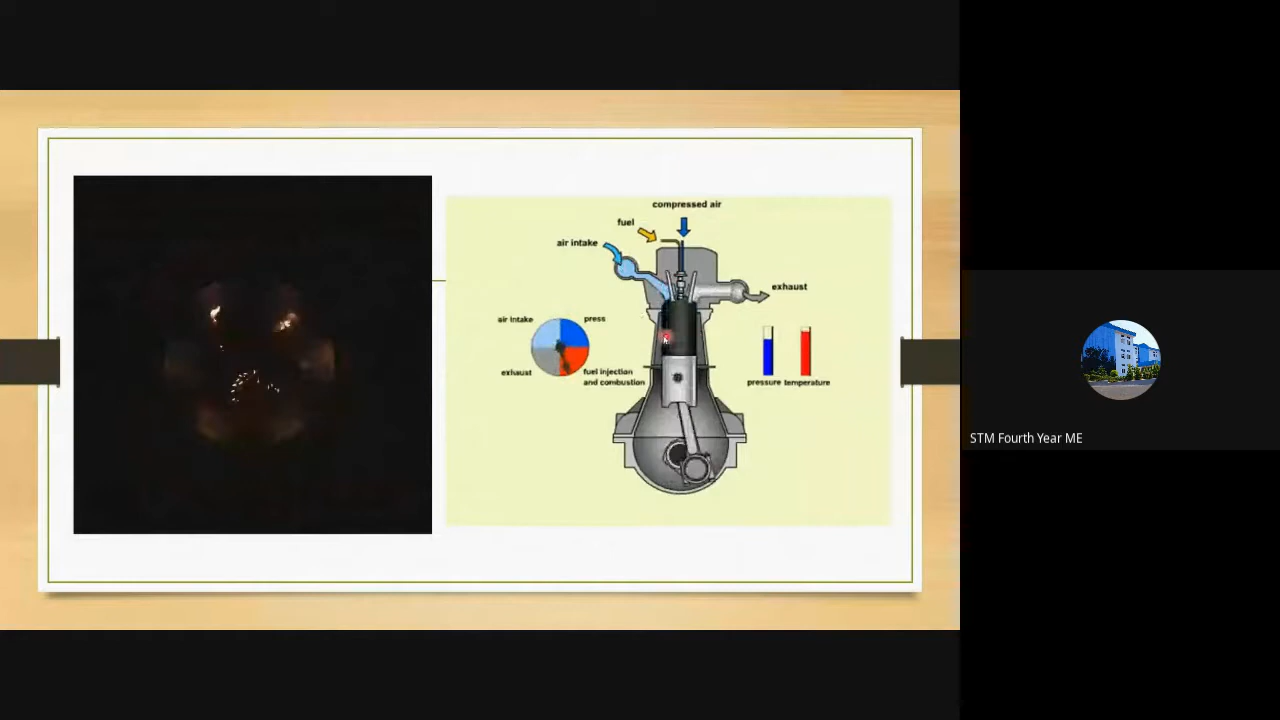 compressed air
fuel
air intake
exhaust
air intake
press
exhaust
fuel injection
and combustion
pressure
temperature
STM Fourth Year ME